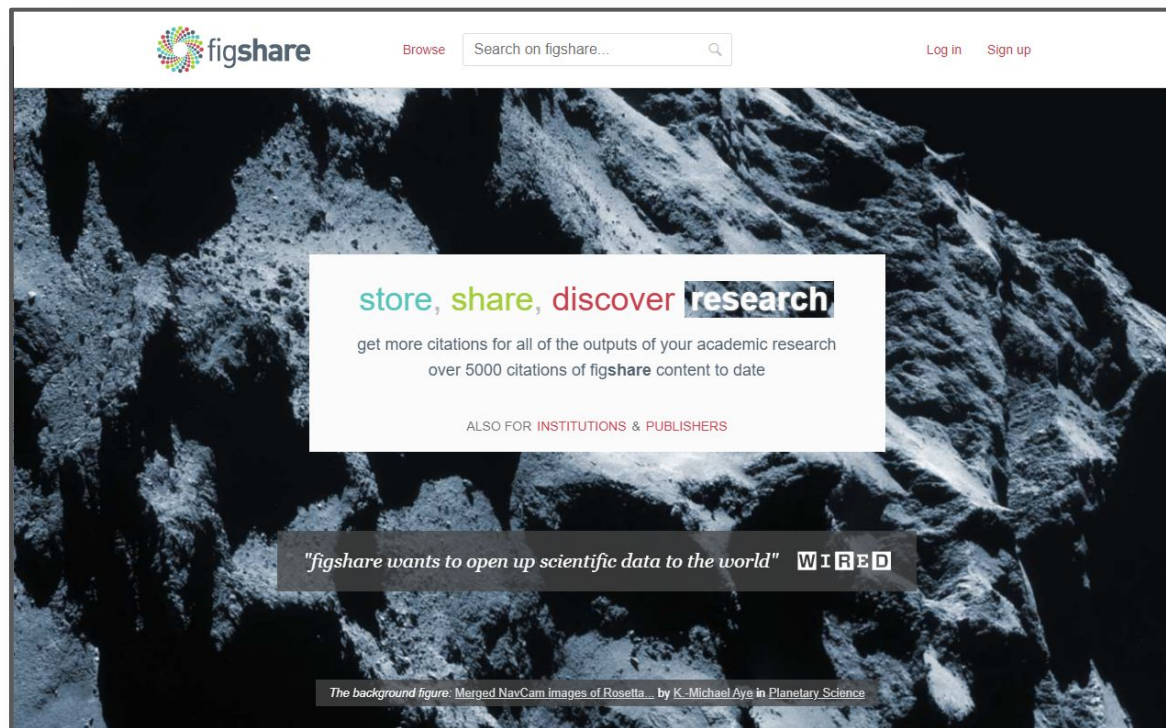 figshare
Browse
Search on figshare...
Log in
Sign up
store, share, discover research
get more citations for all of the outputs of your academic research
over 5000 citations of figshare content to date
ALSO FOR INSTITUTIONS & PUBLISHERS
"figshare wants to open up scientific data to the world" WIRED
The background figure: Merged NavCam images of Rosetta... by K.-Michael Aye in Planetary Science